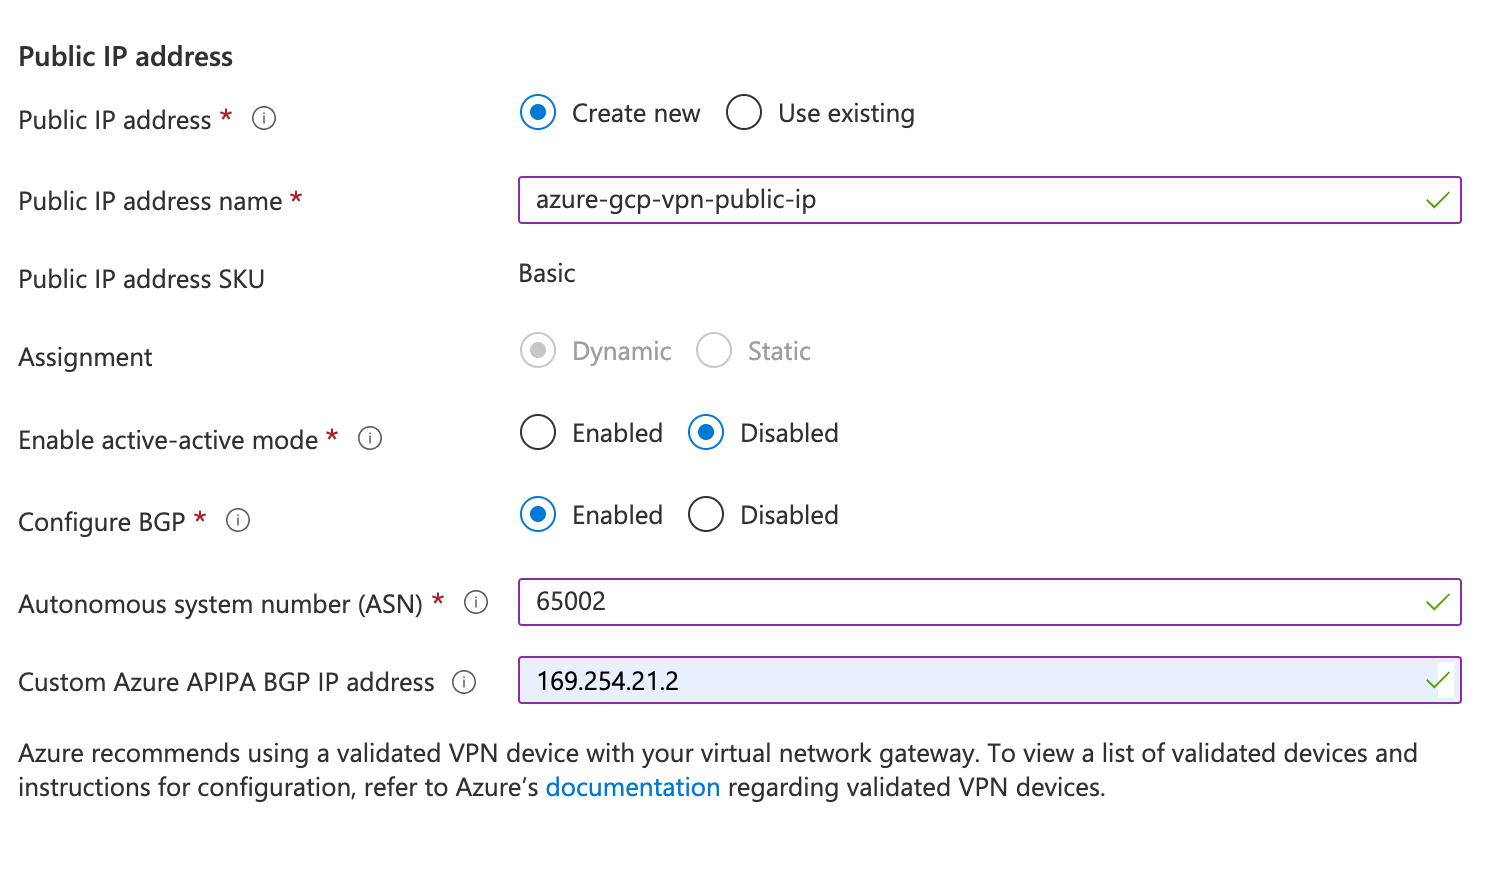 Public IP address
Public IP address * Create new Use existing
Public IP address name * azure-gcp-vpn-public-ip
Public IP address SKU Basic
Assignment Dynamic Static
Enable active-active mode * Enabled Disabled
Configure BGP * Enabled Disabled
Autonomous system number (ASN) * 65002
Custom Azure APIPA BGP IP address 169.254.21.2
Azure recommends using a validated VPN device with your virtual network gateway. To view a list of validated devices and
instructions for configuration, refer to Azure’s documentation regarding validated VPN devices.